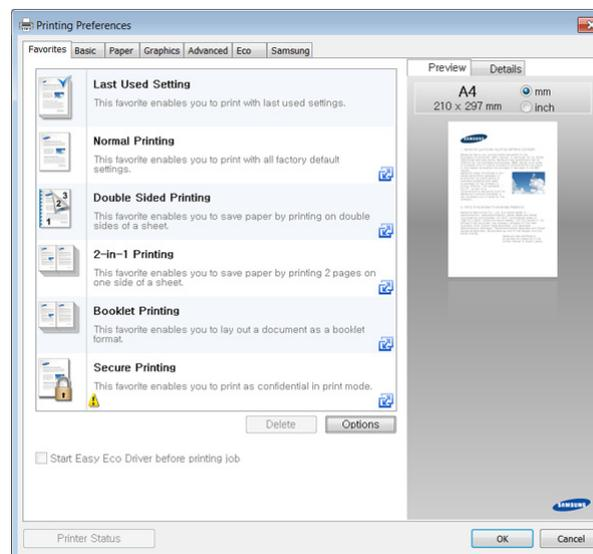 Printing Preferences
Favorites Basic Paper Graphics Advanced Eco Samsung
Last Used Setting
This favorite enables you to print with last used settings.
Normal Printing
This favorite enables you to print with all factory default
settings.
Double Sided Printing
This favorite enables you to save paper by printing on double
sides of a sheet.
2-in-1 Printing
This favorite enables you to save paper by printing 2 pages on
one side of a sheet.
Booklet Printing
This favorite enables you to lay out a document as a booklet
format.
Secure Printing
This favorite enables you to print as confidential in print mode.
Delete Options
Start Easy Eco Driver before printing job
Printer Status
Preview Details
A4 mm
210 x 297 mm inch
SAMSUNG
OK Cancel
1 2 3